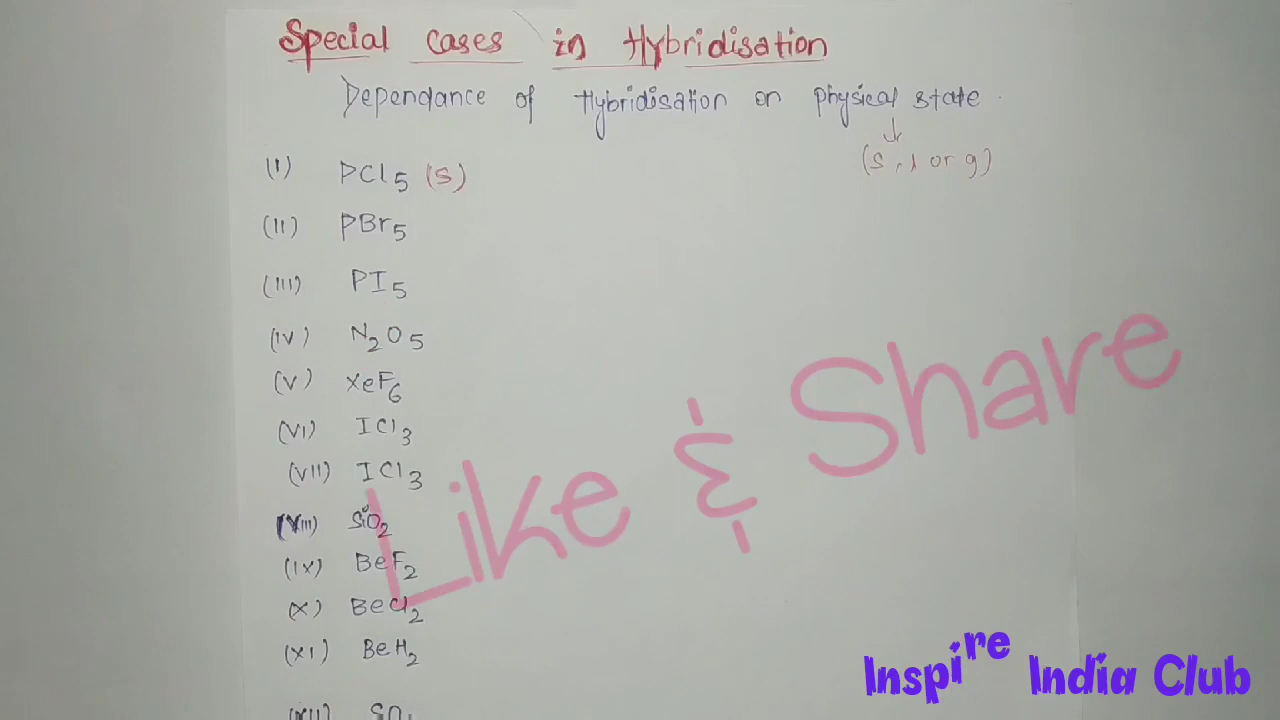 Special cases in Hybridisation
Dependance of Hybridisation on physical state.
(s, l or g)
(I) PCl5 (s)
(II) PBr5
(III) PI5
(IV) N2O5
(V) XeF6
(VI) ICl3
(VII) ICl3
(VIII) SiO2
(IX) BeF2
(X) BeCl2
(XI) BeH2
Like & Share
Inspire India Club